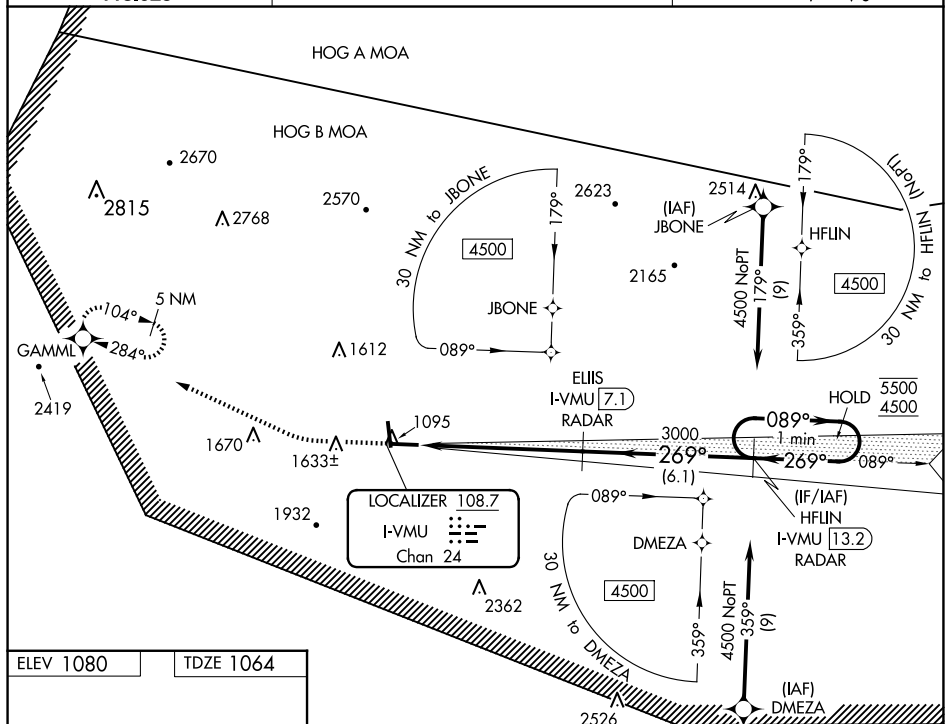 HOG A MOA
HOG B MOA
2670
2815
2768
2570
30 NM to JBONE
4500
179°
JBONE
089°
2623
2514
(IAF)
JBONE
2165
4500 NoPT
179°
(9)
179°
HFLIN
4500
359°
30 NM to HFLIN (NoPT)
5 NM
104°
284°
GAMML
2419
1612
1670
1633±
1095
ELIIS
I-VMU 7.1
RADAR
3000
269°
(6.1)
HOLD
5500
4500
089°
1 min
269°
089°
(IF/IAF)
HFLIN
I-VMU 13.2
RADAR
LOCALIZER 108.7
I-VMU
Chan 24
1932
2362
089°
DMEZA
4500
30 NM to DMEZA
359°
4500 NoPT
359°
(9)
(IAF)
DMEZA
2526
ELEV 1080
TDZE 1064